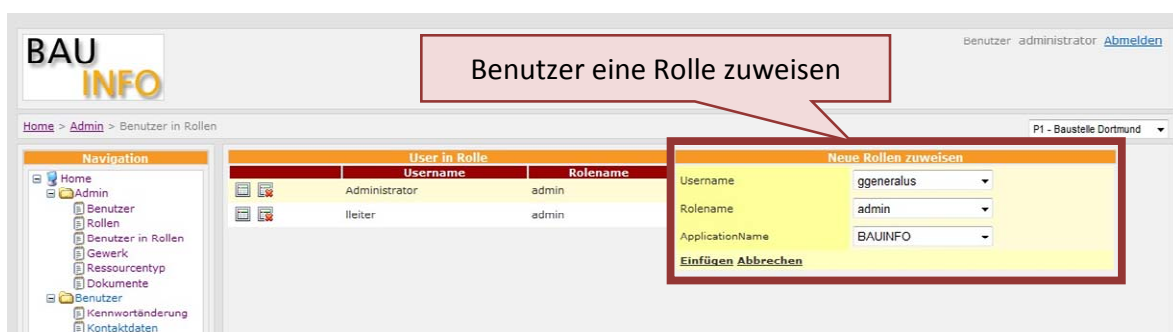 BAU
INFO
Benutzer administrator Abmelden
Benutzer eine Rolle zuweisen
Home > Admin > Benutzer in Rollen
P1 - Baustelle Dortmund
Navigation
Home
Admin
Benutzer
Rollen
Benutzer in Rollen
Gewerk
Ressourcentyp
Dokumente
Benutzer
Kennwortänderung
Kontaktdaten
User in Rolle
Username Rolename
Administrator admin
lleiter admin
Neue Rollen zuweisen
Username ggeneralus
Rolename admin
ApplicationName BAUINFO
Einfügen Abbrechen